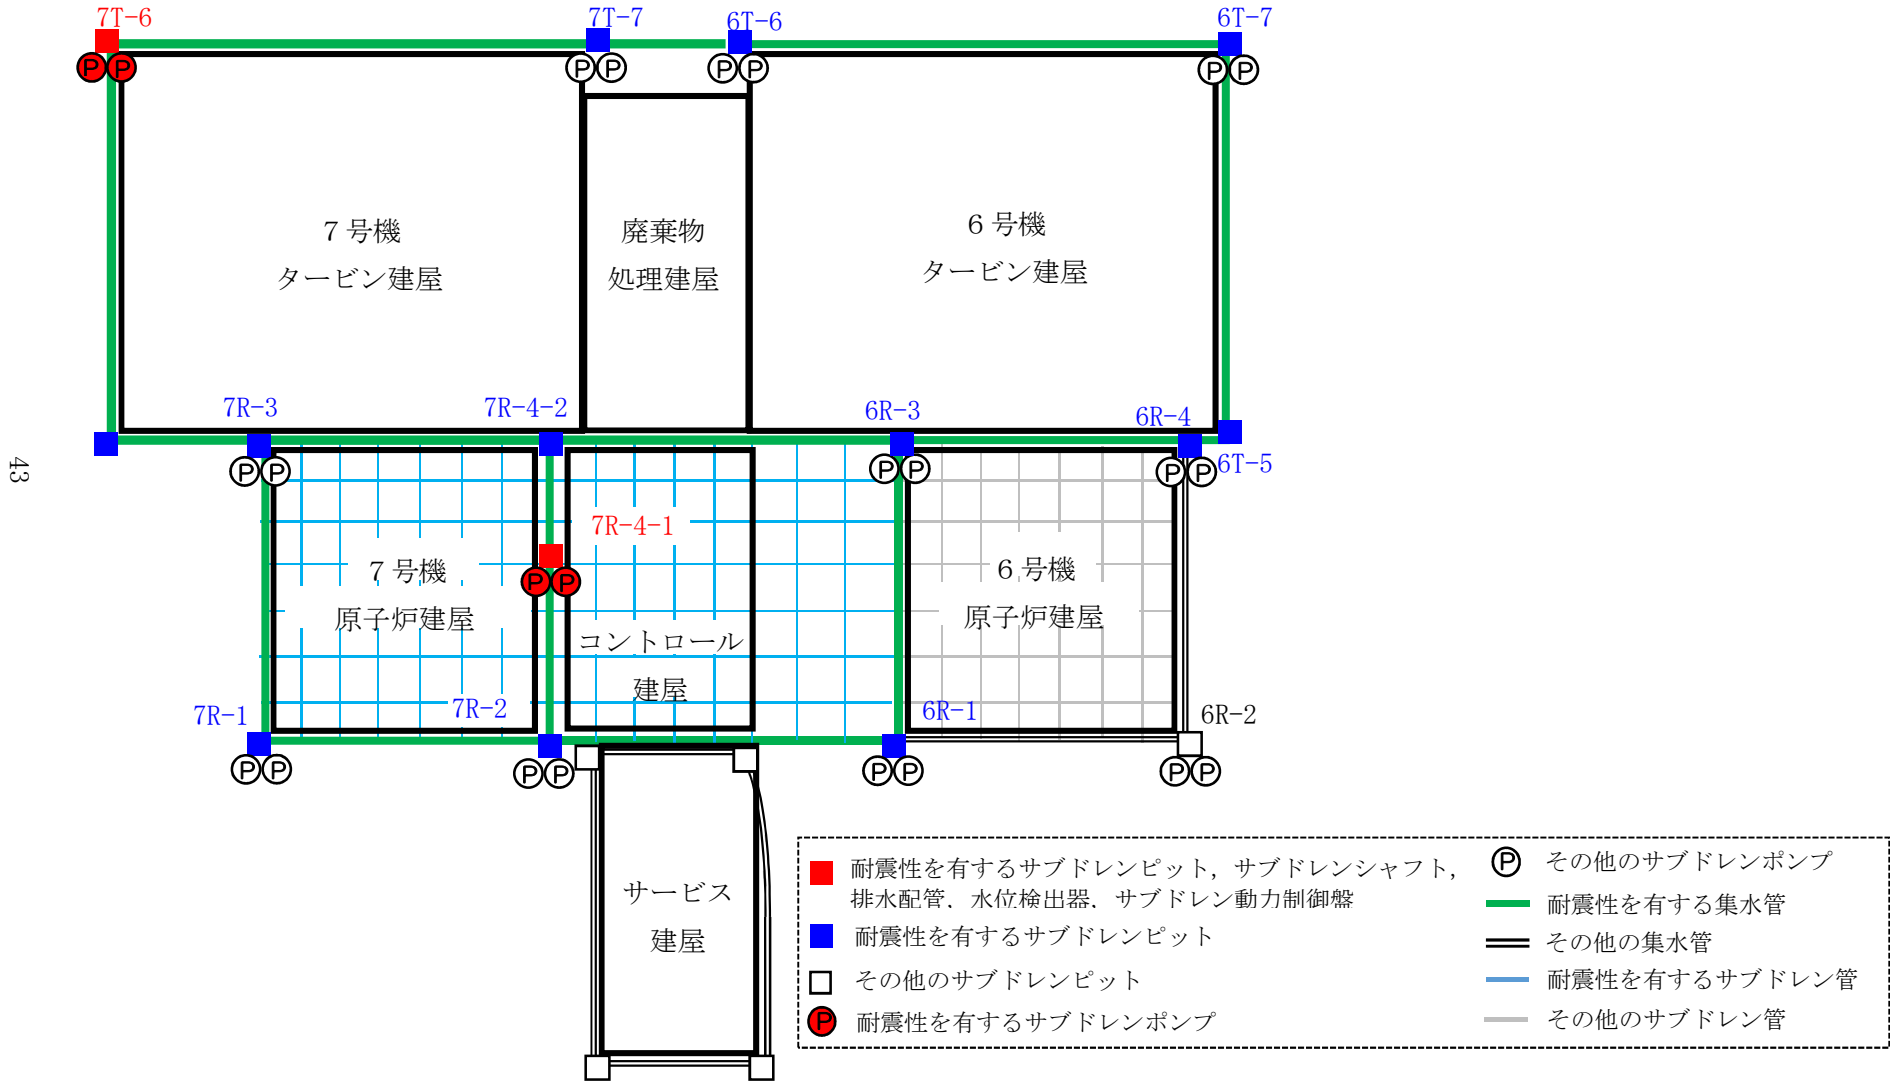 7T-6
7T-7
6T-6
6T-7
P P
P P
P P
P P
7号機
タービン建屋
廃棄物
処理建屋
6号機
タービン建屋
7R-3
7R-4-2
6R-3
6R-4
6T-5
P P
P P
P P
43
7R-4-1
P P
7号機
原子炉建屋
コントロール
建屋
6号機
原子炉建屋
7R-1
7R-2
6R-1
6R-2
P P
P P
P P
P P
サービス
建屋
耐震性を有するサブドレンピット，サブドレンシャフト，
排水配管，水位検出器，サブドレン動力制御盤
耐震性を有するサブドレンピット
その他のサブドレンピット
P 耐震性を有するサブドレンポンプ
P その他のサブドレンポンプ
耐震性を有する集水管
その他の集水管
耐震性を有するサブドレン管
その他のサブドレン管